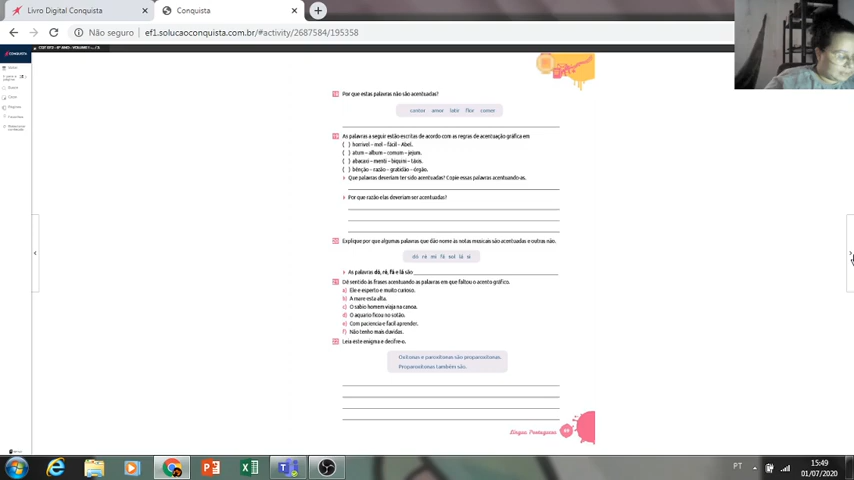 Livro Digital Conquista
Conquista
Não seguro
ef1.solucaoconquista.com.br/#activity/2687584/195358
CONQUISTA
Por que estas palavras não são acentuadas?
cantor amor latir flor comer
As palavras a seguir estão escritas de acordo com as regras de acentuação gráfica em
( ) horrível – mel – fácil – Abel.
( ) atum – álbum – comum – jejum.
( ) abacaxi – menti – biquini – táxis.
( ) bênção – razão – gratidão – órgão.
Que palavras deveriam ter sido acentuadas? Copie essas palavras acentuando-as.
Por que razão elas deveriam ser acentuadas?
Explique por que algumas palavras que dão nome às notas musicais são acentuadas e outras não.
dó ré mi fá sol lá si
As palavras dó, ré, fá e lá são
Dê sentido às frases acentuando as palavras em que faltou o acento gráfico.
a) Ele e esperto e muito curioso.
b) A mare esta alta.
c) O sabio homem viaja na canoa.
d) O aquario ficou no sotão.
e) Com paciencia e facil aprender.
f) Não tenho mais duvidas.
Leia este enigma e decifre-o.
Oxítonas e paroxítonas são proparoxítonas.
Proparoxítonas também são.
Língua Portuguesa
PT
15:49
01/07/2020